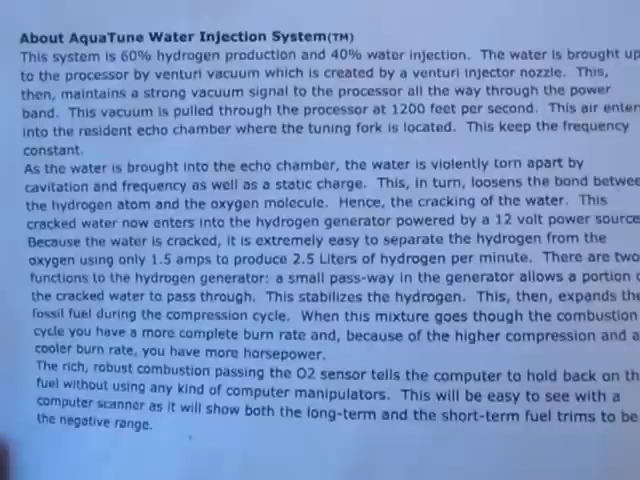 About AquaTune Water Injection System(TM)
This system is 60% hydrogen production and 40% water injection. The water is brought up
to the processor by venturi vacuum which is created by a venturi injector nozzle. This,
then, maintains a strong vacuum signal to the processor all the way through the power
band. This vacuum is pulled through the processor at 1200 feet per second. This air enter
into the resident echo chamber where the tuning fork is located. This keep the frequency
constant.
As the water is brought into the echo chamber, the water is violently torn apart by
cavitation and frequency as well as a static charge. This, in turn, loosens the bond betwee
the hydrogen atom and the oxygen molecule. Hence, the cracking of the water. This
cracked water now enters into the hydrogen generator powered by a 12 volt power source
Because the water is cracked, it is extremely easy to separate the hydrogen from the
oxygen using only 1.5 amps to produce 2.5 Liters of hydrogen per minute. There are two
functions to the hydrogen generator: a small pass-way in the generator allows a portion o
the cracked water to pass through. This stabilizes the hydrogen. This, then, expands the
fossil fuel during the compression cycle. When this mixture goes though the combustion
cycle you have a more complete burn rate and, because of the higher compression and a
cooler burn rate, you have more horsepower.
The rich, robust combustion passing the O2 sensor tells the computer to hold back on th
fuel without using any kind of computer manipulators. This will be easy to see with a
computer scanner as it will show both the long-term and the short-term fuel trims to be
the negative range.